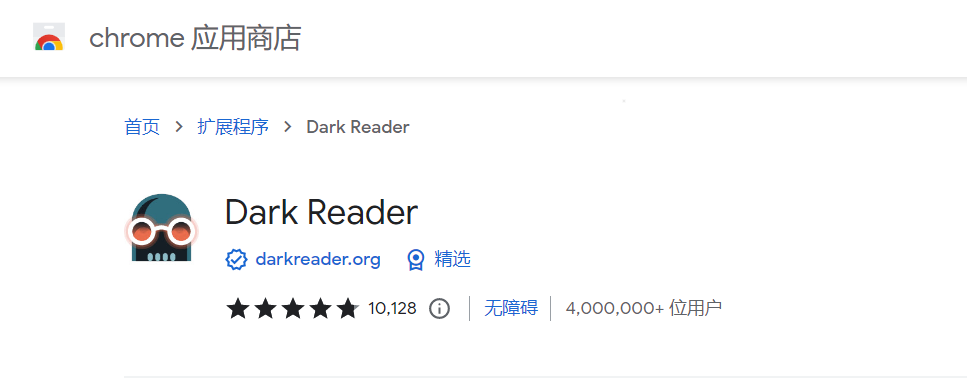 chrome 应用商店
首页 > 扩展程序 > Dark Reader
Dark Reader
darkreader.org 精选
10,128 无障碍 4,000,000+ 位用户